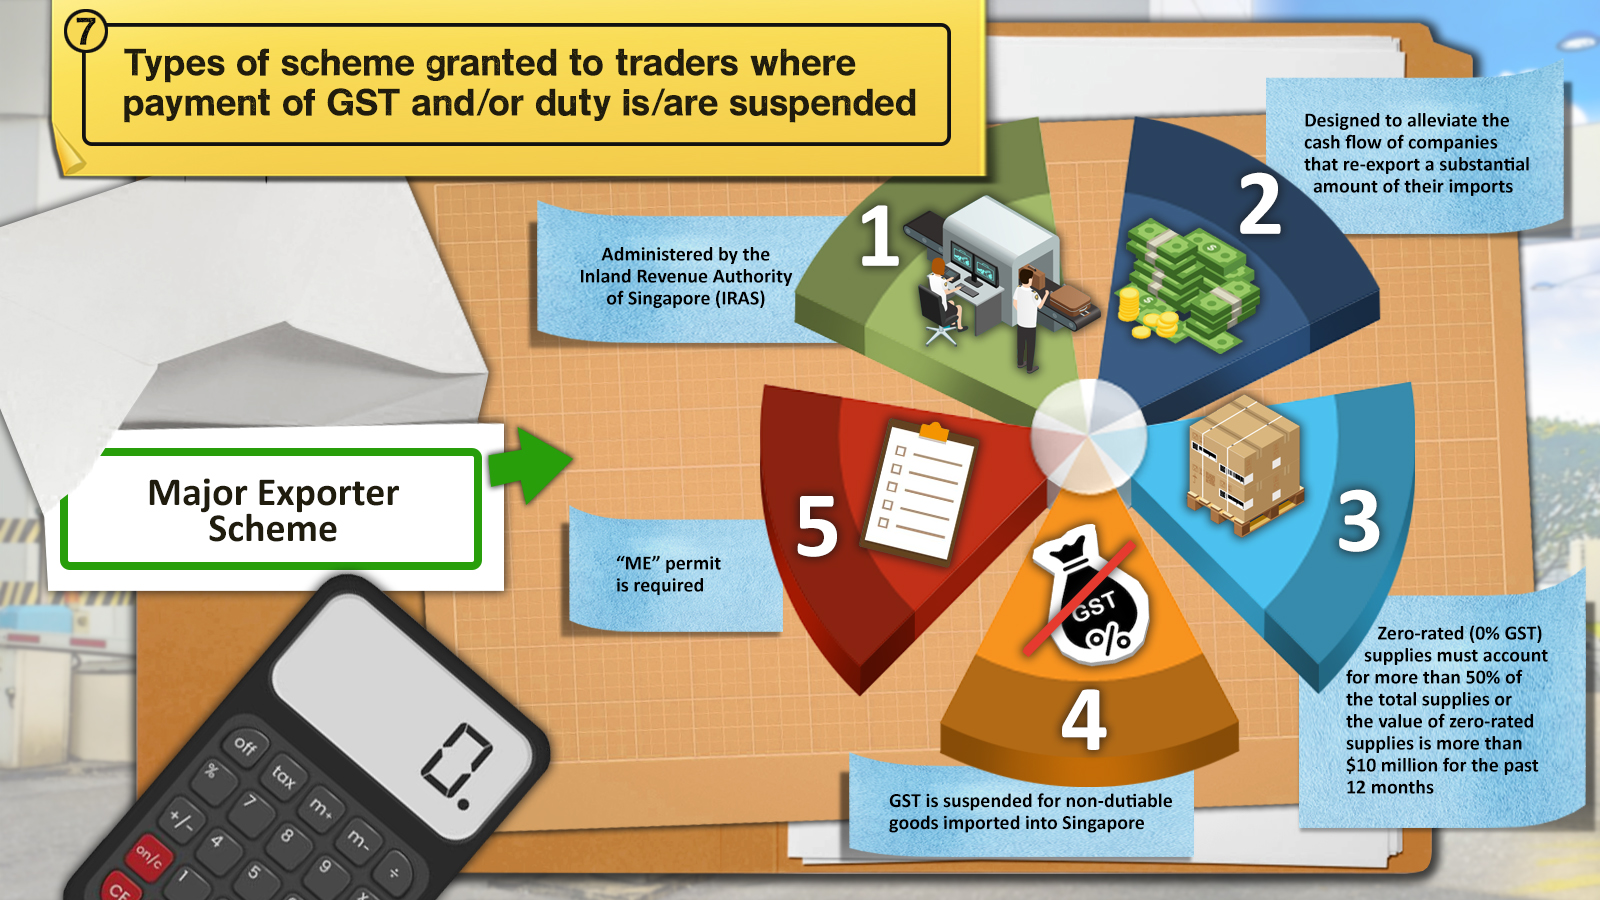 7
Types of scheme granted to traders where
payment of GST and/or duty is/are suspended
Major Exporter
Scheme
1
Administered by the
Inland Revenue Authority
of Singapore (IRAS)
2
Designed to alleviate the
cash flow of companies
that re-export a substantial
amount of their imports
3
Zero-rated (0% GST)
supplies must account
for more than 50% of
the total supplies or
the value of zero-rated
supplies is more than
$10 million for the past
12 months
4
GST
%
GST is suspended for non-dutiable
goods imported into Singapore
5
“ME” permit
is required
0.
off tax m+ m- ÷
% 7 8 9
+/- 4 5
on/c 1
CE